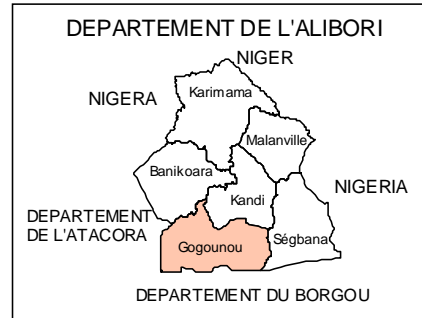 DEPARTEMENT DE L'ALIBORI
NIGER
NIGERA
Karimama
Malanville
Banikoara
Kandi
NIGERIA
DEPARTEMENT
DE L'ATACORA
Gogounou
Ségbana
DEPARTEMENT DU BORGOU